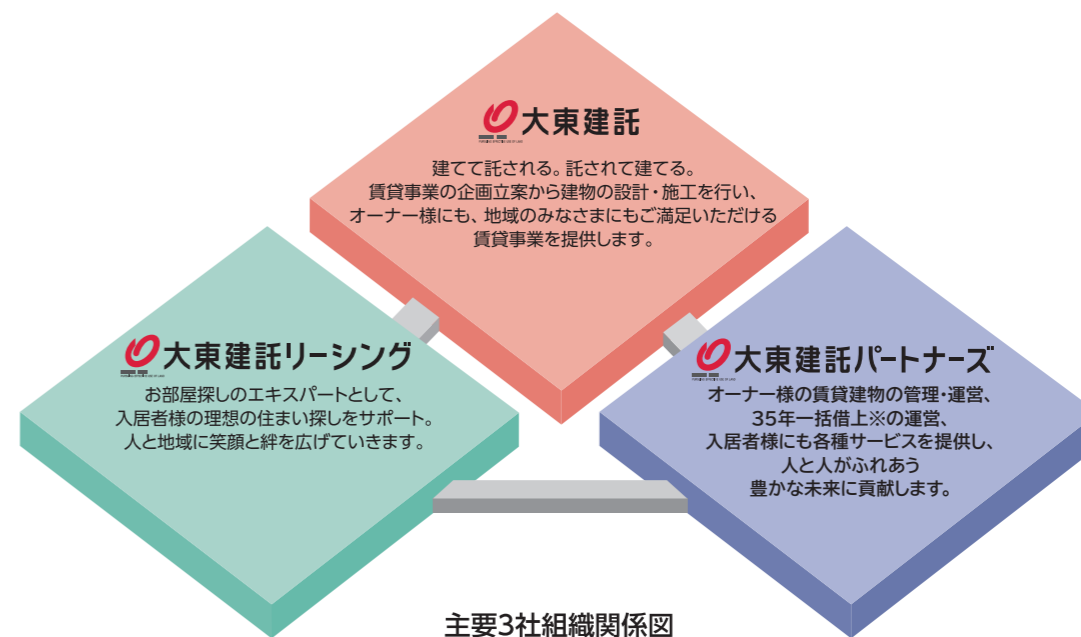 大東建託
建てて託される。託されて建てる。
賃貸事業の企画立案から建物の設計・施工を行い、
オーナー様にも、地域のみなさまにもご満足いただける
賃貸事業を提供します。
大東建託リーシング
お部屋探しのエキスパートとして、
入居者様の理想の住まい探しをサポート。
人と地域に笑顔と絆を広げていきます。
大東建託パートナーズ
オーナー様の賃貸建物の管理・運営、
35年一括借上※の運営、
入居者様にも各種サービスを提供し、
人と人がふれあう
豊かな未来に貢献します。
主要3社組織関係図